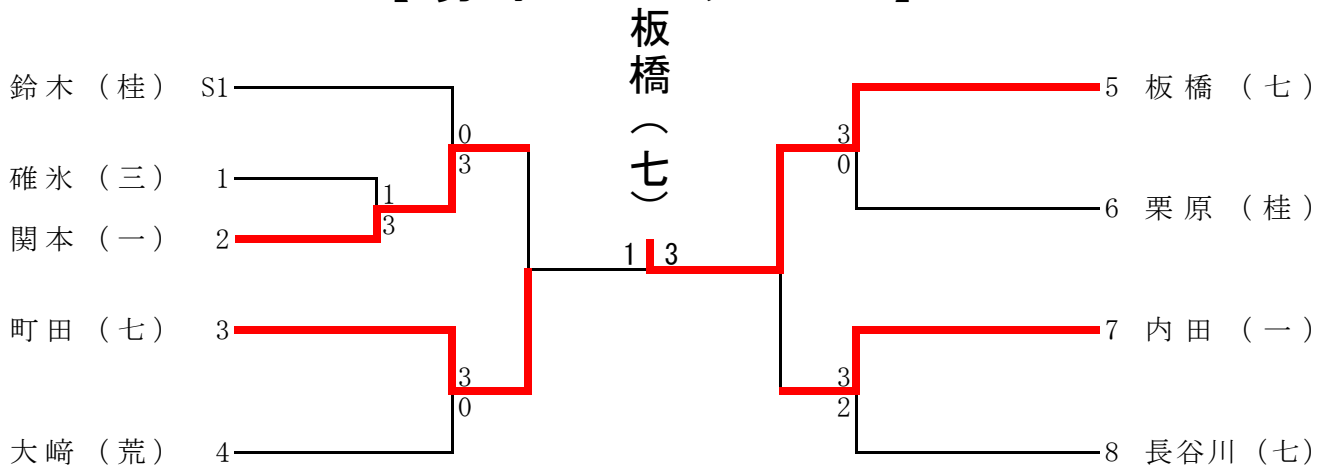 板橋（七）
鈴木（桂） S1
0
3
碓氷（三） 1
1
3
関本（一） 2
町田（七） 3
3
0
大﨑（荒） 4
1 3
5 板橋（七）
3
0
6 栗原（桂）
7 内田（一）
3
2
8 長谷川（七）